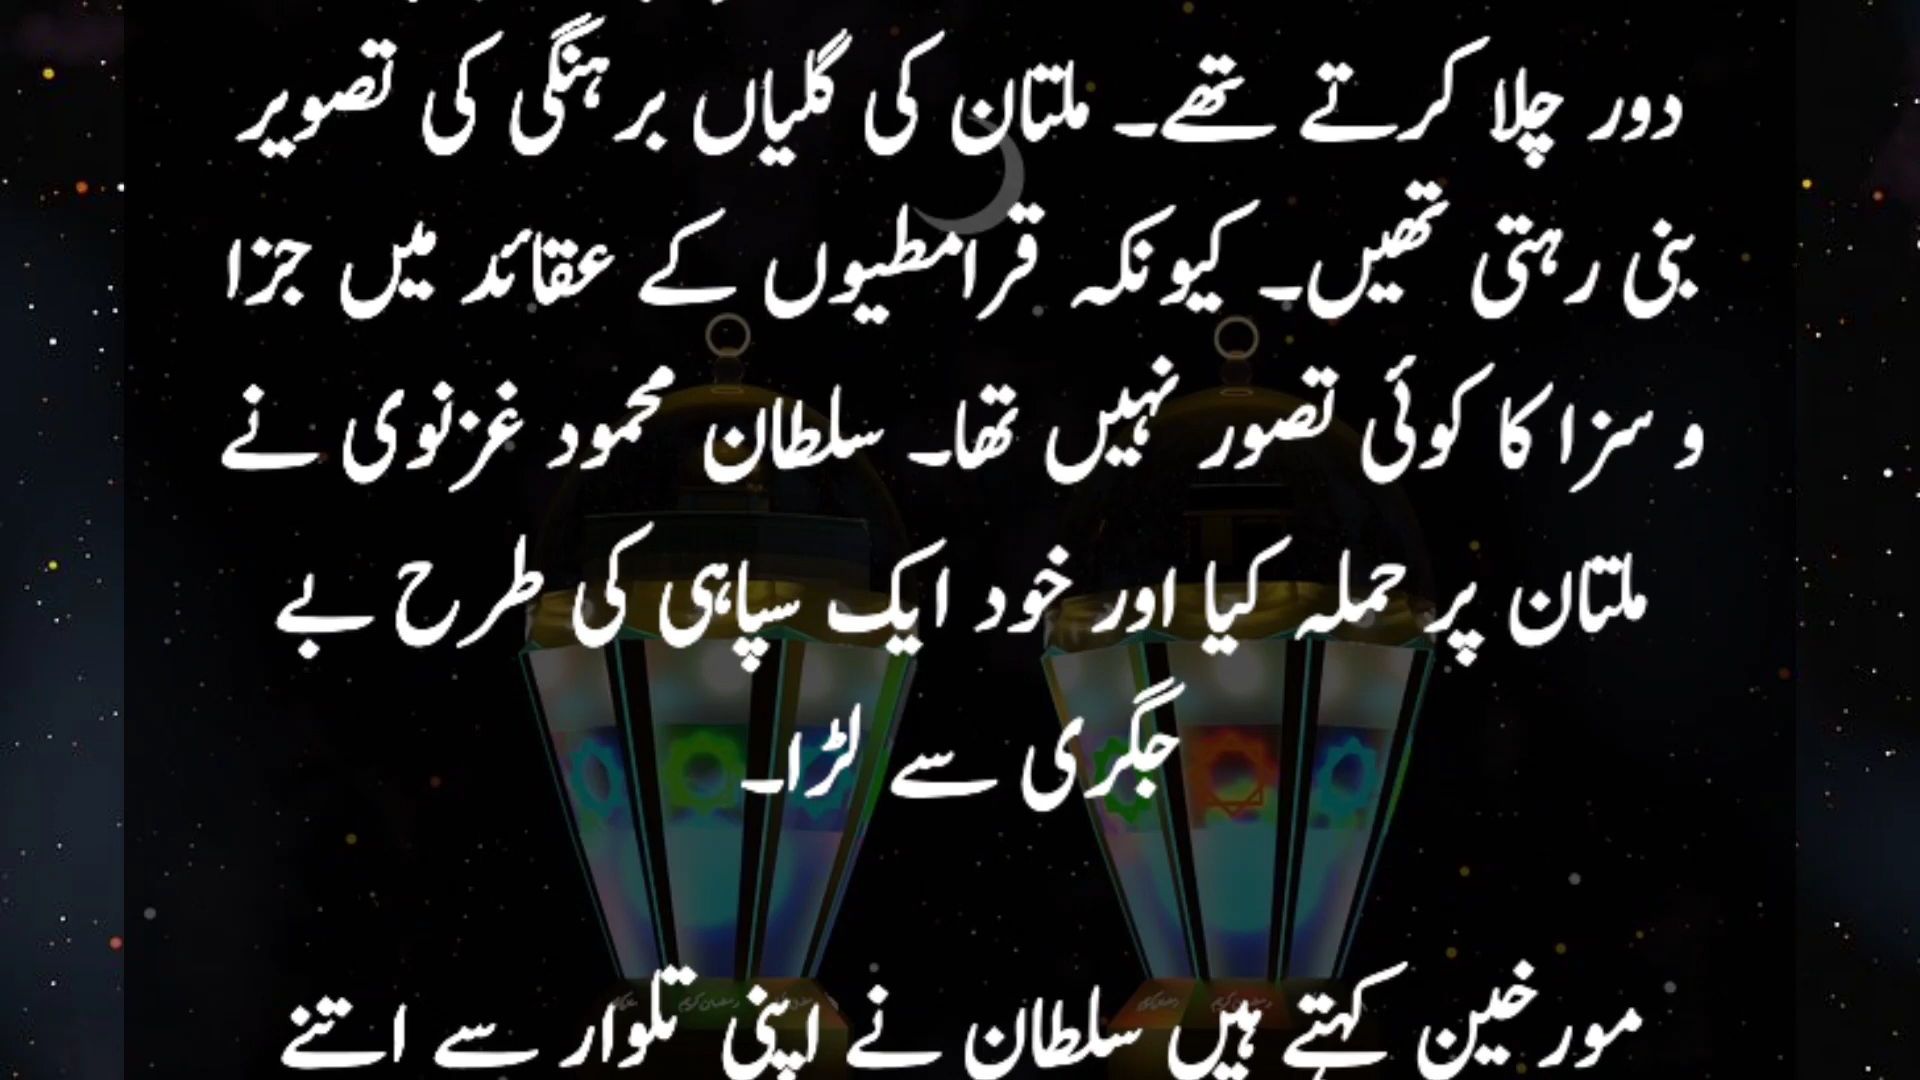 دور چلا کرتے تھے۔ ملتان کی گلیاں برہنگی کی تصویر
بنی رہتی تھیں۔ کیونکہ قرامطیوں کے عقائد میں جزا
و سزا کا کوئی تصور نہیں تھا۔ سلطان محمود غزنوی نے
ملتان پر حملہ کیا اور خود ایک سپاہی کی طرح بے
جگری سے لڑا۔
مورخین کہتے ہیں سلطان نے اپنی تلوار سے اتنے